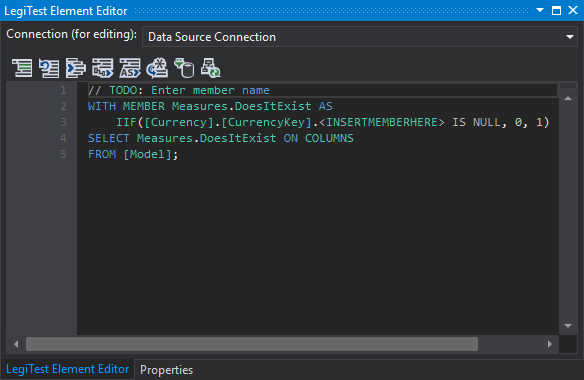 LegiTest Element Editor
Connection (for editing): Data Source Connection
1 // TODO: Enter member name
2 WITH MEMBER Measures.DoesItExist AS
3 IIF([Currency].[CurrencyKey].<INSERTMEMBERHERE> IS NULL, 0, 1)
4 SELECT Measures.DoesItExist ON COLUMNS
5 FROM [Model];
LegiTest Element Editor Properties